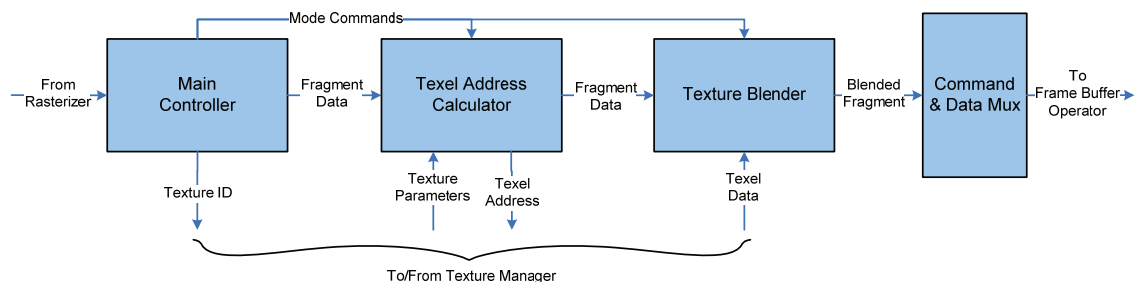 Mode Commands
From
Rasterizer
Main
Controller
Fragment
Data
Texel Address
Calculator
Fragment
Data
Texture Blender
Blended
Fragment
Command
& Data Mux
To
Frame Buffer
Operator
Texture ID
Texture
Parameters
Texel
Address
Texel
Data
To/From Texture Manager